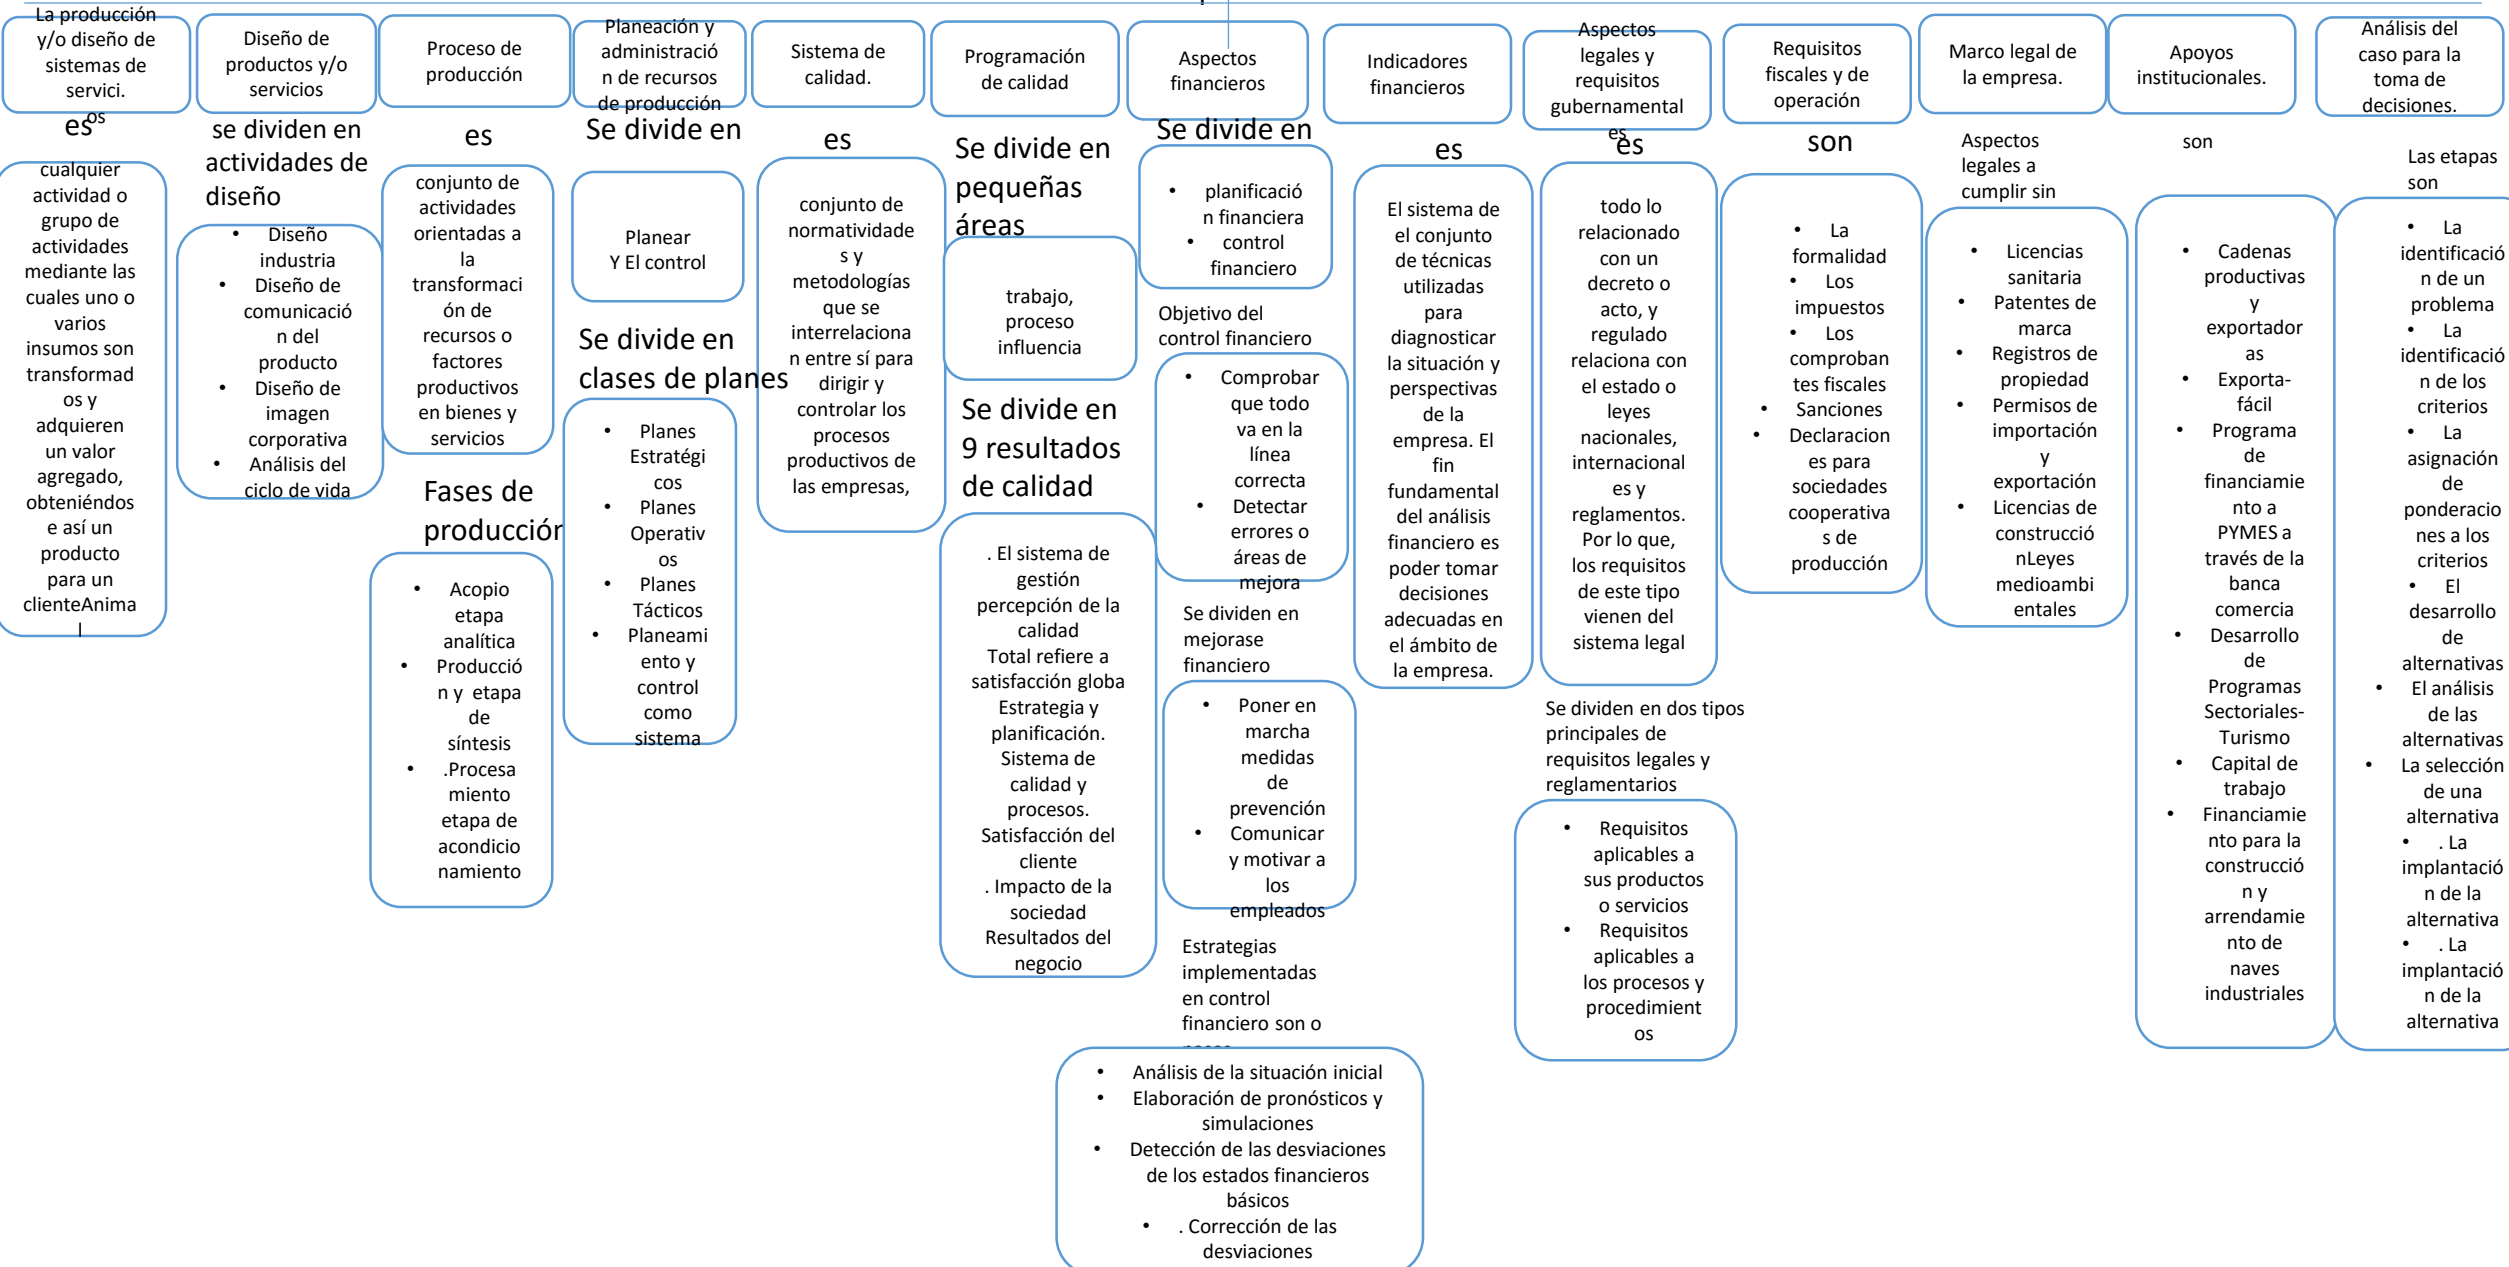 La producción
y/o diseño de
sistemas de
servici.
os
es
cualquier
actividad o
grupo de
actividades
mediante las
cuales uno o
varios
insumos son
transformad
os y
adquieren
un valor
agregado,
obteniéndos
e así un
producto
para un
clienteAnima
l
Diseño de
productos y/o
servicios
se dividen en
actividades de
diseño
• Diseño
industria
• Diseño de
comunicació
n del
producto
• Diseño de
imagen
corporativa
• Análisis del
ciclo de vida
Proceso de
producción
es
conjunto de
actividades
orientadas a
la
transformaci
ón de
recursos o
factores
productivos
en bienes y
servicios
Fases de
producción
• Acopio
etapa
analítica
• Producció
n y etapa
de
síntesis
• .Procesa
miento
etapa de
acondicio
namiento
Planeación y
administració
n de recursos
de producción
Se divide en
Planear
Y El control
Se divide en
clases de planes
• Planes
Estratégi
cos
• Planes
Operativ
os
• Planes
Tácticos
• Planeami
ento y
control
como
sistema
Sistema de
calidad.
es
conjunto de
normatividade
s y
metodologías
que se
interrelaciona
n entre sí para
dirigir y
controlar los
procesos
productivos de
las empresas,
Programación
de calidad
Se divide en
pequeñas
áreas
trabajo,
proceso
influencia
Se divide en
9 resultados
de calidad
. El sistema de
gestión
percepción de la
calidad
Total refiere a
satisfacción globa
Estrategia y
planificación.
Sistema de
calidad y
procesos.
Satisfacción del
cliente
. Impacto de la
sociedad
Resultados del
negocio
Aspectos
financieros
Se divide en
• planificació
n financiera
• control
financiero
Objetivo del
control financiero
• Comprobar
que todo
va en la
línea
correcta
• Detectar
errores o
áreas de
mejora
Se dividen en
mejorase
financiero
• Poner en
marcha
medidas
de
prevención
• Comunicar
y motivar a
los
empleados
Estrategias
implementadas
en control
financiero son o
• Análisis de la situación inicial
• Elaboración de pronósticos y
simulaciones
• Detección de las desviaciones
de los estados financieros
básicos
• . Corrección de las
desviaciones
Indicadores
financieros
es
El sistema de
el conjunto
de técnicas
utilizadas
para
diagnosticar
la situación y
perspectivas
de la
empresa. El
fin
fundamental
del análisis
financiero es
poder tomar
decisiones
adecuadas en
el ámbito de
la empresa.
Aspectos
legales y
requisitos
gubernamental
es
es
todo lo
relacionado
con un
decreto o
acto, y
regulado
relaciona con
el estado o
leyes
nacionales,
internacional
es y
reglamentos.
Por lo que,
los requisitos
de este tipo
vienen del
sistema legal
Se dividen en dos tipos
principales de
requisitos legales y
reglamentarios
• Requisitos
aplicables a
sus productos
o servicios
• Requisitos
aplicables a
los procesos y
procedimient
os
Requisitos
fiscales y de
operación
son
• La
formalidad
• Los
impuestos
• Los
comproban
tes fiscales
• Sanciones
• Declaracion
es para
sociedades
cooperativa
s de
producción
Marco legal de
la empresa.
Aspectos
legales a
cumplir sin
• Licencias
sanitaria
• Patentes de
marca
• Registros de
propiedad
• Permisos de
importación
y
exportación
• Licencias de
construcció
nLeyes
medioambi
entales
Apoyos
institucionales.
son
• Cadenas
productivas
y
exportador
as
• Exporta-
fácil
• Programa
de
financiamie
nto a
PYMES a
través de la
banca
comercia
• Desarrollo
de
Programas
Sectoriales-
Turismo
• Capital de
trabajo
• Financiamie
nto para la
construcció
n y
arrendamie
nto de
naves
industriales
Análisis del
caso para la
toma de
decisiones.
Las etapas
son
• La
identificació
n de un
problema
• La
identificació
n de los
criterios
• La
asignación
de
ponderacio
nes a los
criterios
• El
desarrollo
de
alternativas
• El análisis
de las
alternativas
• La selección
de una
alternativa
• . La
implantació
n de la
alternativa
• . La
implantació
n de la
alternativa